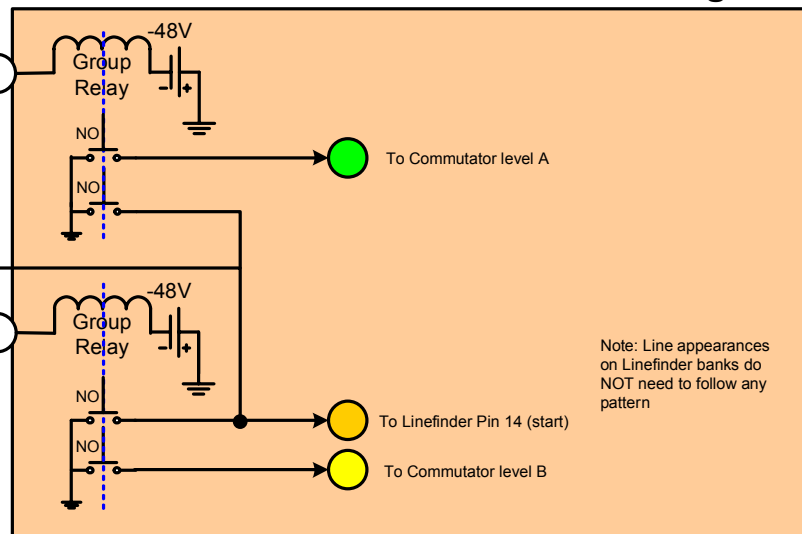 -48V
Group
Relay
-
+
NO
To Commutator level A
NO
-48V
Group
Relay
-
+
Note: Line appearances
on Linefinder banks do
NOT need to follow any
pattern
NO
To Linefinder Pin 14 (start)
NO
To Commutator level B